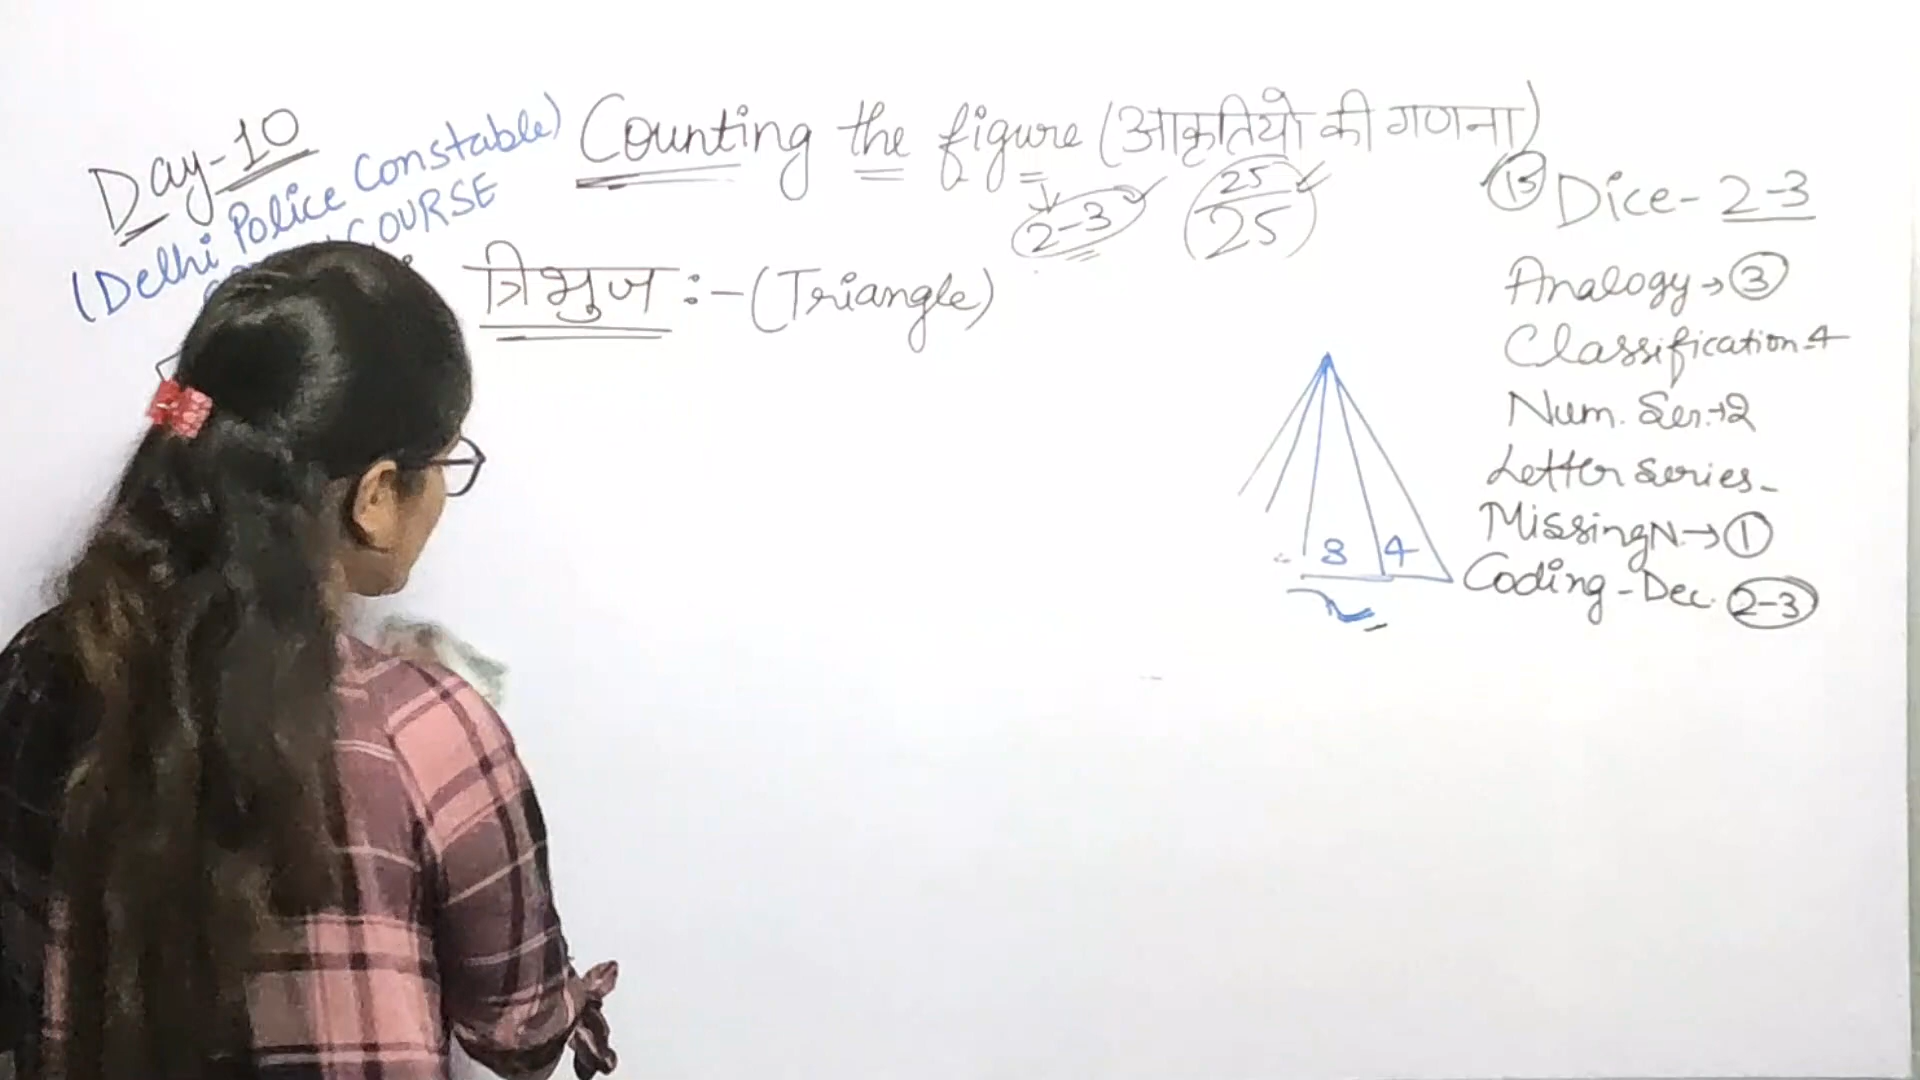 Day-10
(Delhi Police Constable)
COURSE
Counting the figure (आकृतियो की गणना)
2-3
25
25
त्रिभुज :- (Triangle)
13 Dice - 2-3
Analogy → 3
Classification - 4
Num. Ser. → 2
Letter series -
Missing N. → 1
Coding - Dec. 2-3
3 4